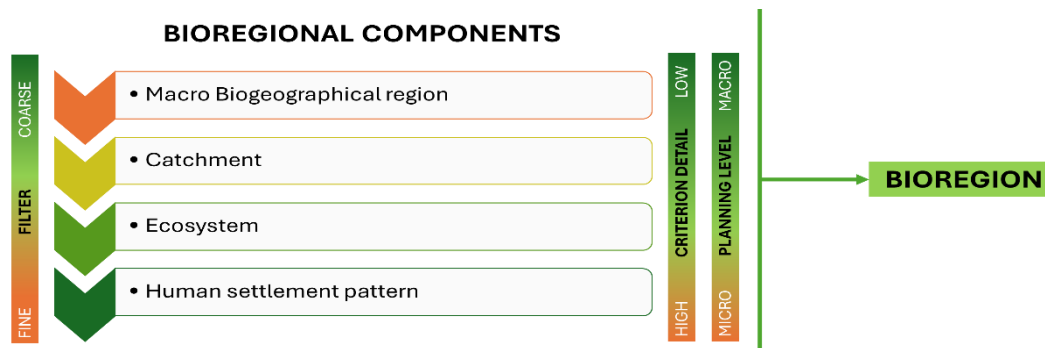 BIOREGIONAL COMPONENTS
COARSE
FILTER
FINE
• Macro Biogeographical region
• Catchment
• Ecosystem
• Human settlement pattern
LOW
CRITERION DETAIL
HIGH
MACRO
PLANNING LEVEL
MICRO
BIOREGION